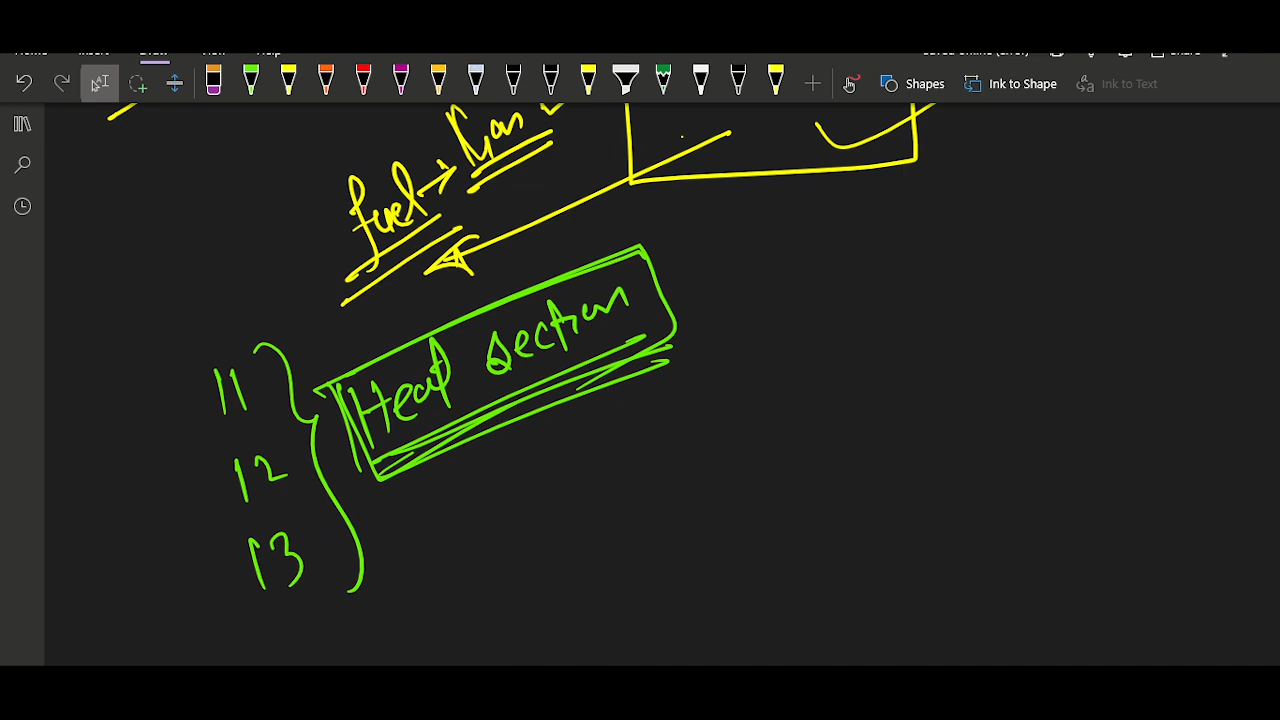 Shapes
Ink to Shape
Ink to Text
fuel → Gas
Heat section
11
12
13